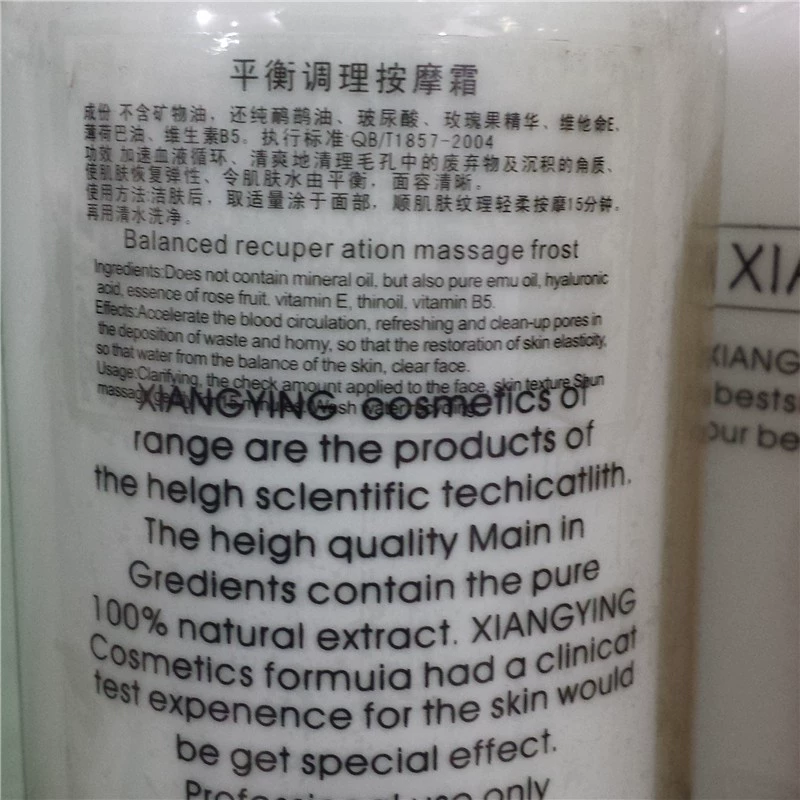 平衡调理按摩霜
成份 不含矿物油，还纯鸸鹋油、玻尿酸、玫瑰果精华、维他命E，
薄荷巴油、维生素B5。执行标准:QB/T1857-2004
功效 加速血液循环、清爽地清理毛孔中的废弃物及沉积的角质、
使肌肤恢复弹性、令肌肤水由平衡，面容清晰。
使用方法:洁肤后，取适量涂于面部，顺肌肤纹理轻柔按摩15分钟。
再用清水洗净。
Balanced recuper ation massage frost
Ingredients:Does not contain mineral oil, but also pure emu oil, hyaluronic
acid, essence of rose fruit, vitamin E, thinoil, vitamin B5.
Effects:Accelerate the blood circulation, refreshing and clean-up pores in
the deposition of waste and horny, so that the restoration of skin elasticity,
so that water from the balance of the skin, clear face.
Usage:Clarifying, the check amount applied to the face, skin texture Shun
massage Wash water
XIANGYING cosmetics of
range are the products of
the helgh sclentific techicatlith.
The heigh quality Main in
Gredients contain the pure
100% natural extract. XIANGYING
Cosmetics formuia had a clinicat
test expenence for the skin would
be get special effect.
Professional use only
XIA
XIANG
bests
our be